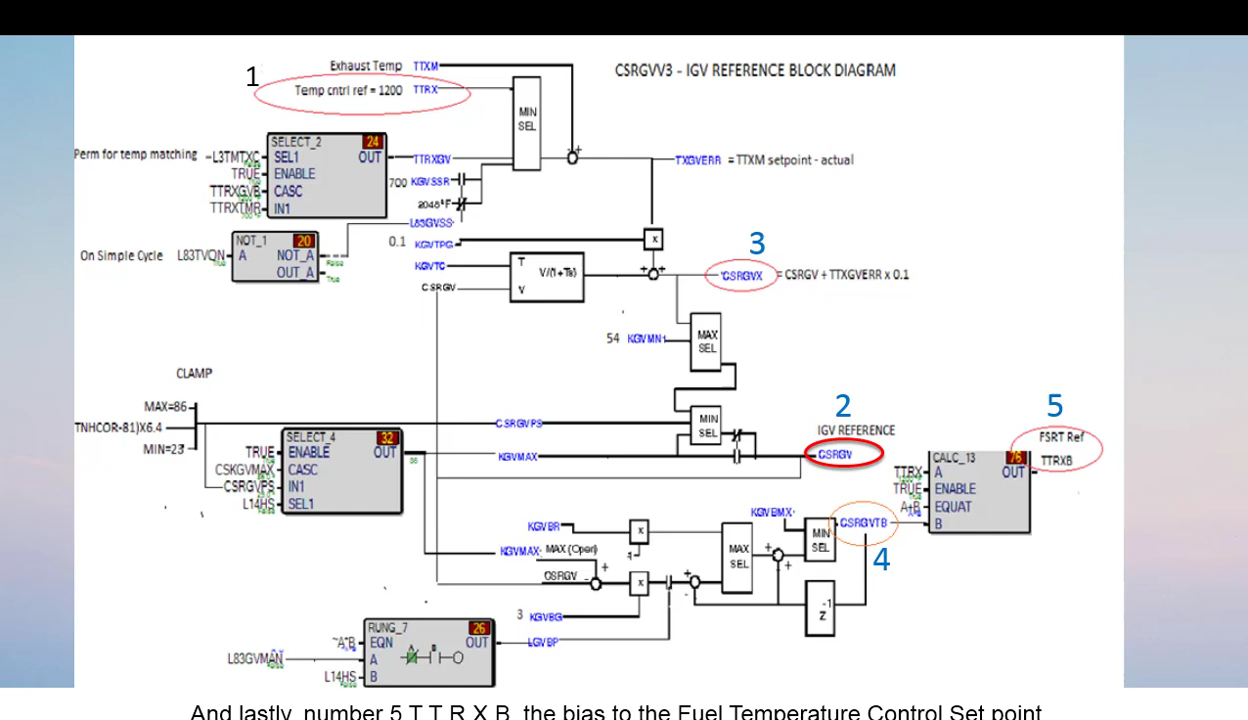 CSRGVV3 - IGV REFERENCE BLOCK DIAGRAM
1
Exhaust Temp TTXM
Temp cntrl ref = 1200 TTRX
MIN SEL
SELECT_2 24
Perm for temp matching -L3TMTXC SEL1 OUT
TRUE ENABLE
TTRXGVB CASC
TTRXTMR IN1
TTRXGV
700 KGVSSR
2048°F
L83GVSS
TXGVERR = TTXM setpoint - actual
NOT_1 20
On Simple Cycle L83TVQN A NOT_A
OUT_A
False
True
0.1 KGVTPG
x
KGVTC T
CSRGV V
V/(1+Ts)
3
CSRGVX = CSRGV + TTXGVERR x 0.1
54 KGVMN1
MAX SEL
CLAMP
MAX=86
TNHCOR-81)X6.4
MIN=23
CSRGVPS
MIN SEL
2
IGV REFERENCE
CSRGV
SELECT_4 32
TRUE ENABLE OUT
CSKGVMAX CASC
CSRGVPS IN1
L14HS SEL1
KGVMAX
5
FSRT Ref
TTRXB
CALC_13 76
TTRX A OUT
TRUE ENABLE
A+B EQUAT
B
KGVBR
x
KGVMAX MAX (Open)
CSRGV
x
MAX SEL
KGVBMX
MIN SEL
CSRGVTB
4
-1
Z
3 KGVBG
LGVBP
RUNG_7 26
~A*B EQN OUT
L83GVMAN A
L14HS B
And lastly, number 5 T T R X B, the bias to the Fuel Temperature Control Set point